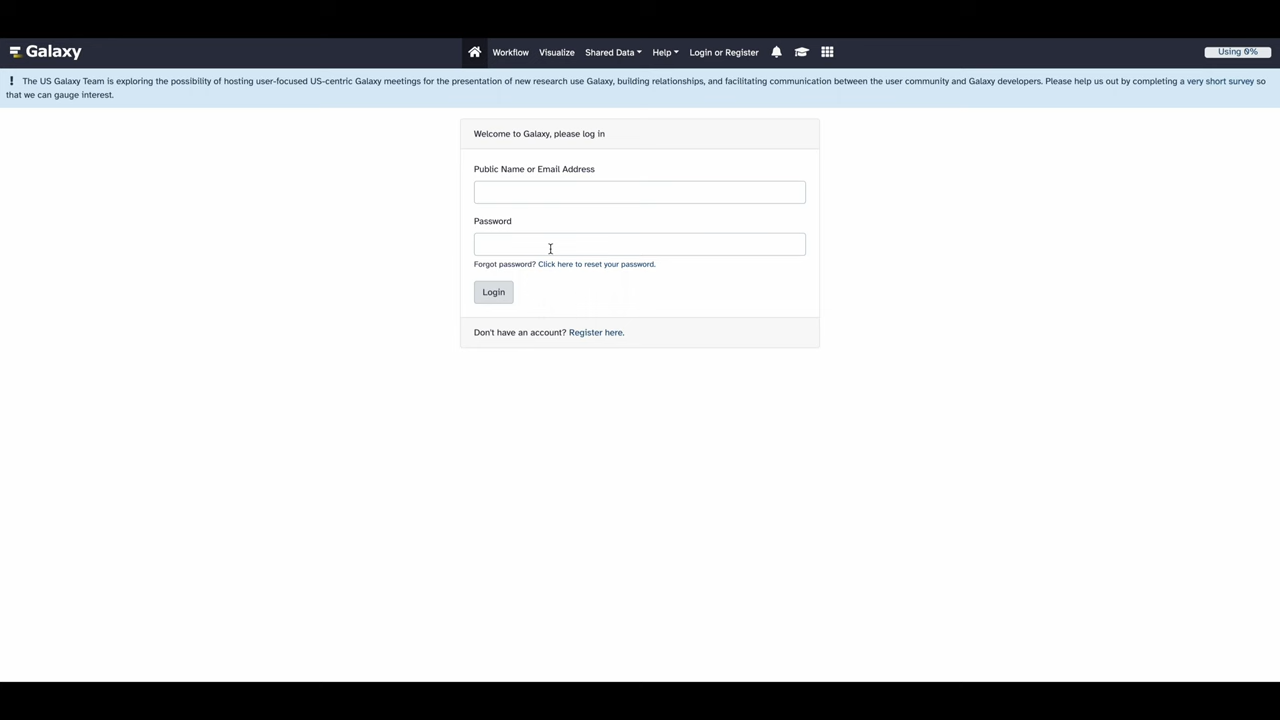 Galaxy
Workflow Visualize Shared Data Help Login or Register
Using 0%
! The US Galaxy Team is exploring the possibiliy of hosting user-focused US-centric Galaxy meetings for the presentation of new research use Galaxy, building relationships, and facilitating communication between the user community and Galaxy developers. Please help us out by completing a very short survey so
that we can gauge interest.
Welcome to Galaxy, please log in
Public Name or Email Address
Password
Forgot password? Click here to reset your password.
Login
Don't have an account? Register here.